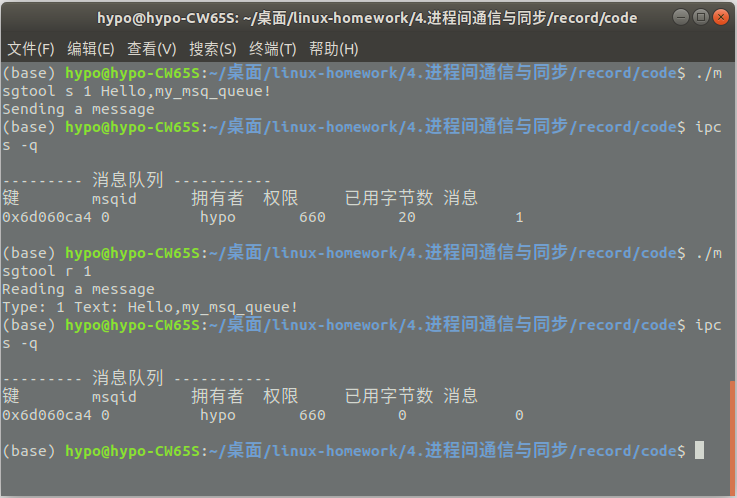 hypo@hypo-CW65S: ~/桌面/linux-homework/4.进程间通信与同步/record/code
文件(F) 编辑(E) 查看(V) 搜索(S) 终端(T) 帮助(H)
(base) hypo@hypo-CW65S:~/桌面/linux-homework/4.进程间通信与同步/record/code$ ./m
sgtool s 1 Hello,my_msq_queue!
Sending a message
(base) hypo@hypo-CW65S:~/桌面/linux-homework/4.进程间通信与同步/record/code$ ipc
s -q
--------- 消息队列 -----------
键 msqid 拥有者 权限 已用字节数 消息
0x6d060ca4 0 hypo 660 20 1
(base) hypo@hypo-CW65S:~/桌面/linux-homework/4.进程间通信与同步/record/code$ ./m
sgtool r 1
Reading a message
Type: 1 Text: Hello,my_msq_queue!
(base) hypo@hypo-CW65S:~/桌面/linux-homework/4.进程间通信与同步/record/code$ ipc
s -q
--------- 消息队列 -----------
键 msqid 拥有者 权限 已用字节数 消息
0x6d060ca4 0 hypo 660 0 0
(base) hypo@hypo-CW65S:~/桌面/linux-homework/4.进程间通信与同步/record/code$